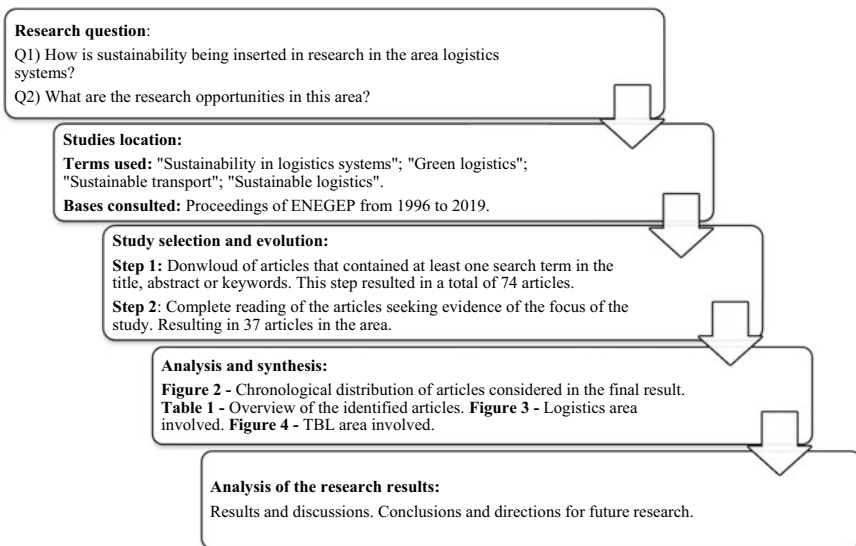 Research question:
Q1) How is sustainability being inserted in research in the area logistics
systems?
Q2) What are the research opportunities in this area?
Studies location:
Terms used: "Sustainability in logistics systems"; "Green logistics";
"Sustainable transport"; "Sustainable logistics".
Bases consulted: Proceedings of ENEGEP from 1996 to 2019.
Study selection and evolution:
Step 1: Donwloud of articles that contained at least one search term in the
title, abstract or keywords. This step resulted in a total of 74 articles.
Step 2: Complete reading of the articles seeking evidence of the focus of the
study. Resulting in 37 articles in the area.
Analysis and synthesis:
Figure 2 - Chronological distribution of articles considered in the final result.
Table 1 - Overview of the identified articles. Figure 3 - Logistics area
involved. Figure 4 - TBL area involved.
Analysis of the research results:
Results and discussions. Conclusions and directions for future research.